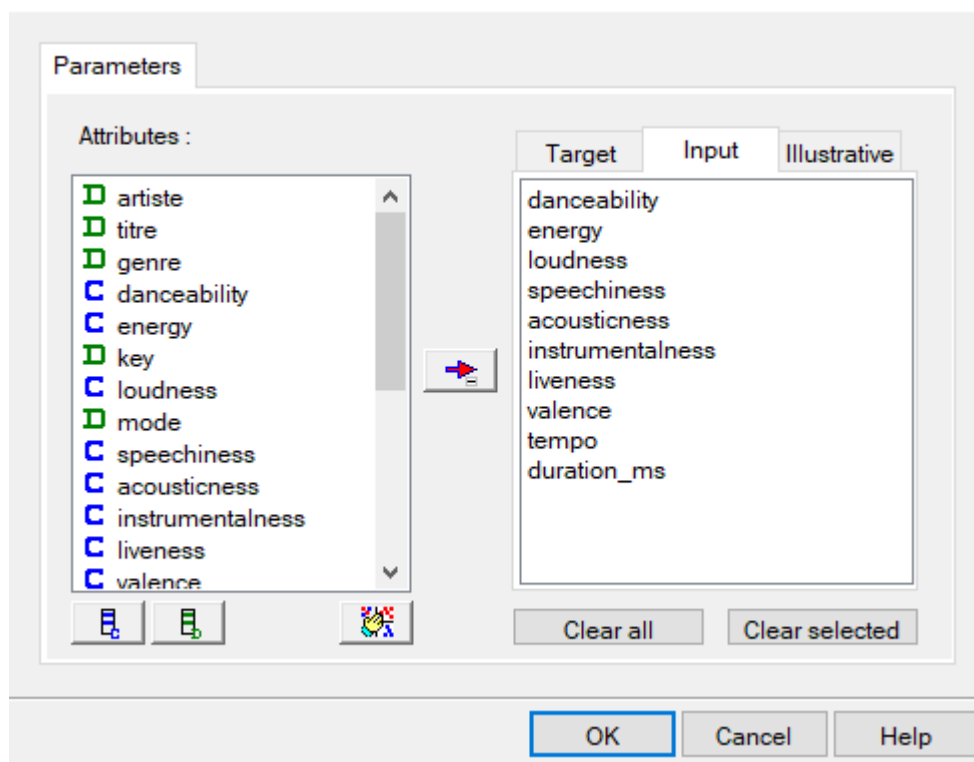 Parameters
Attributes :
D artiste
D titre
D genre
C danceability
C energy
D key
C loudness
D mode
C speechiness
C acousticness
C instrumentalness
C liveness
C valence
Target Input Illustrative
danceability
energy
loudness
speechiness
acousticness
instrumentalness
liveness
valence
tempo
duration_ms
C D
Clear all Clear selected
OK Cancel Help